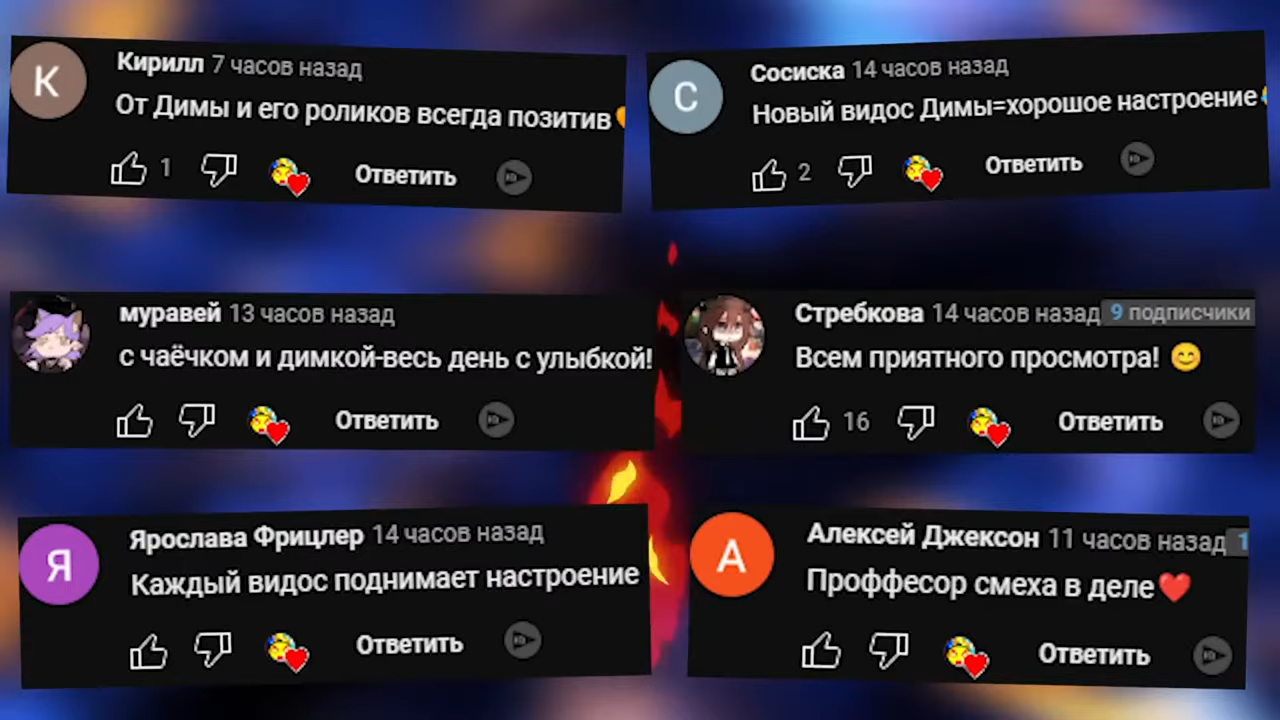 К
Кирилл 7 часов назад
От Димы и его роликов всегда позитив
1
Ответить
С
Сосиска 14 часов назад
Новый видос Димы=хорошое настроение
2
Ответить
муравей 13 часов назад
с чаёчком и димкой-весь день с улыбкой!
Ответить
Стребкова 14 часов назад 9 подписчики
Всем приятного просмотра! 😊
16
Ответить
Я
Ярослава Фрицлер 14 часов назад
Каждый видос поднимает настроение
Ответить
А
Алексей Джексон 11 часов назад 1
Проффесор смеха в деле❤️
Ответить